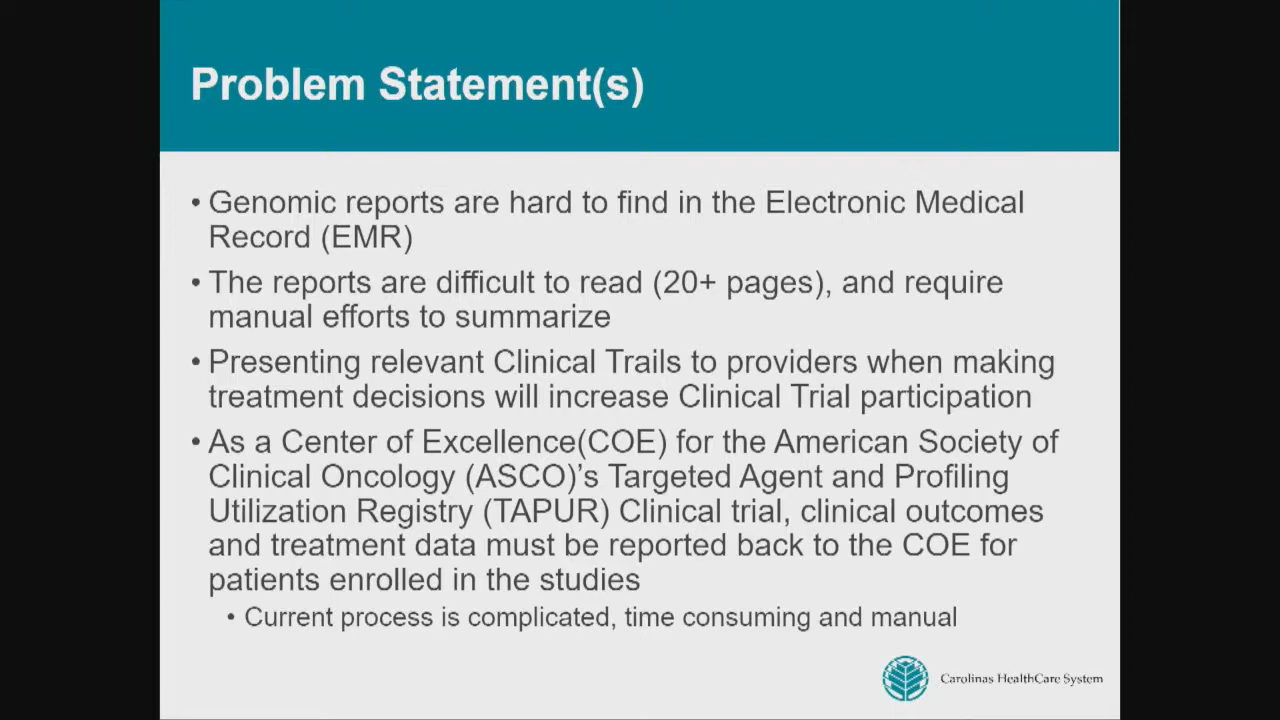 Problem Statement(s)
• Genomic reports are hard to find in the Electronic Medical
Record (EMR)
• The reports are difficult to read (20+ pages), and require
manual efforts to summarize
• Presenting relevant Clinical Trails to providers when making
treatment decisions will increase Clinical Trial participation
• As a Center of Excellence(COE) for the American Society of
Clinical Oncology (ASCO)’s Targeted Agent and Profiling
Utilization Registry (TAPUR) Clinical trial, clinical outcomes
and treatment data must be reported back to the COE for
patients enrolled in the studies
• Current process is complicated, time consuming and manual
Carolinas HealthCare System